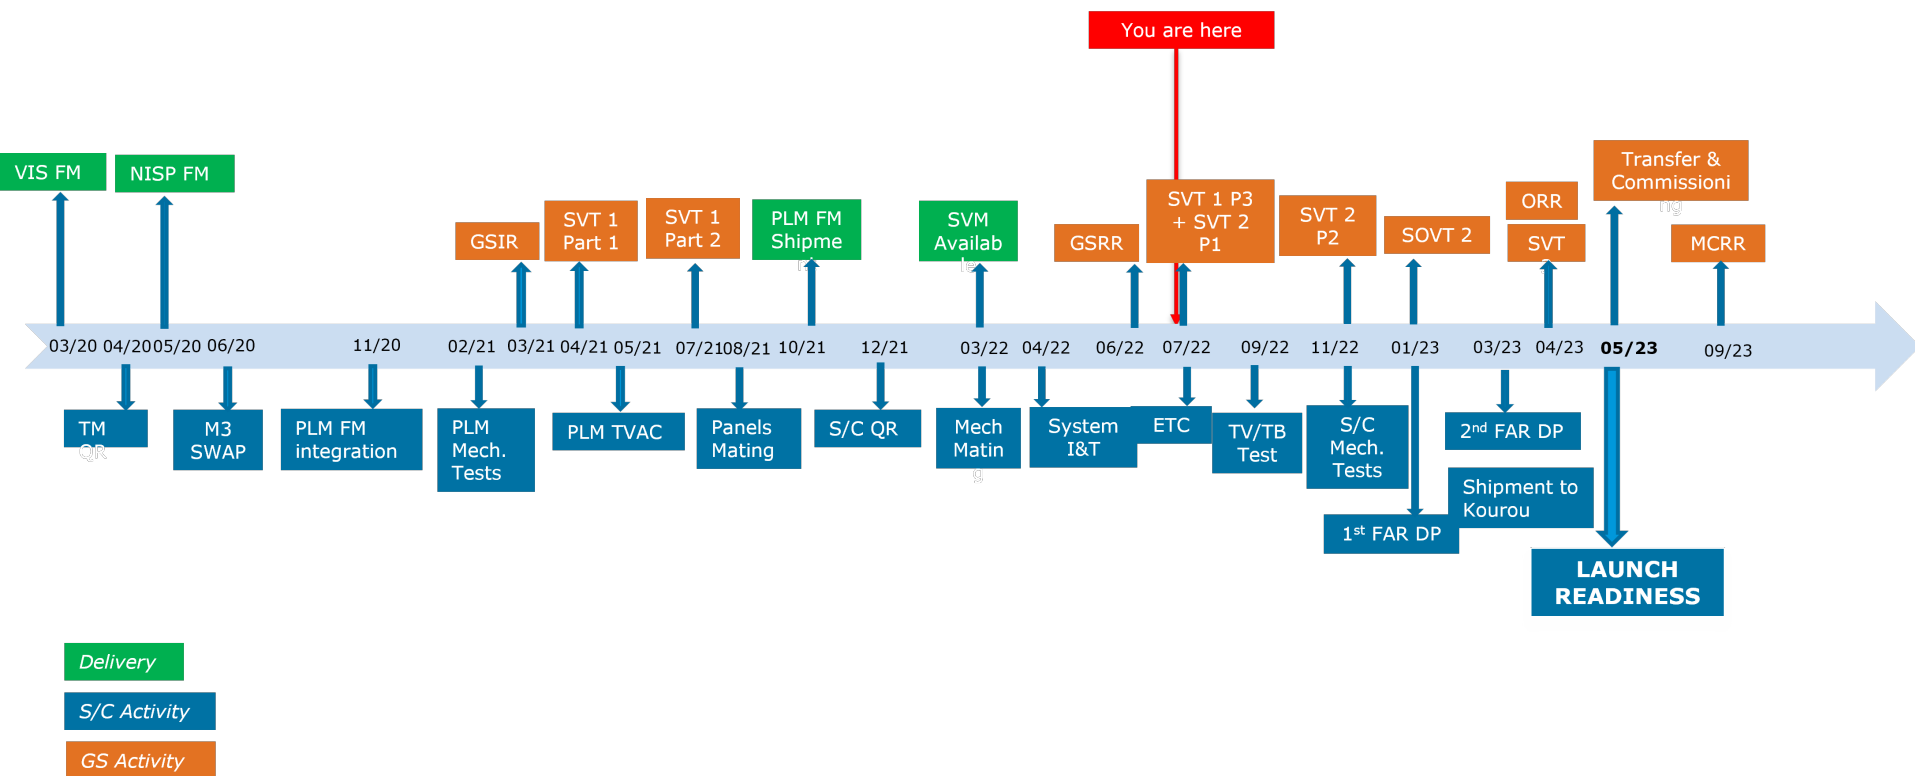 You are here
VIS FM
NISP FM
GSIR
SVT 1
Part 1
SVT 1
Part 2
PLM FM
Shipme
SVM
Availab
le
GSRR
SVT 1 P3
+ SVT 2
P1
SVT 2
P2
SOVT 2
ORR
SVT
Transfer &
Commissioni
ng
MCRR
03/20
04/20
05/20
06/20
11/20
02/21
03/21
04/21
05/21
07/21
08/21
10/21
12/21
03/22
04/22
06/22
07/22
09/22
11/22
01/23
03/23
04/23
05/23
09/23
TM
QR
M3
SWAP
PLM FM
integration
PLM
Mech.
Tests
PLM TVAC
Panels
Mating
S/C QR
Mech
Matin
g
System
I&T
ETC
TV/TB
Test
S/C
Mech.
Tests
1st FAR DP
2nd FAR DP
Shipment to
Kourou
LAUNCH
READINESS
Delivery
S/C Activity
GS Activity